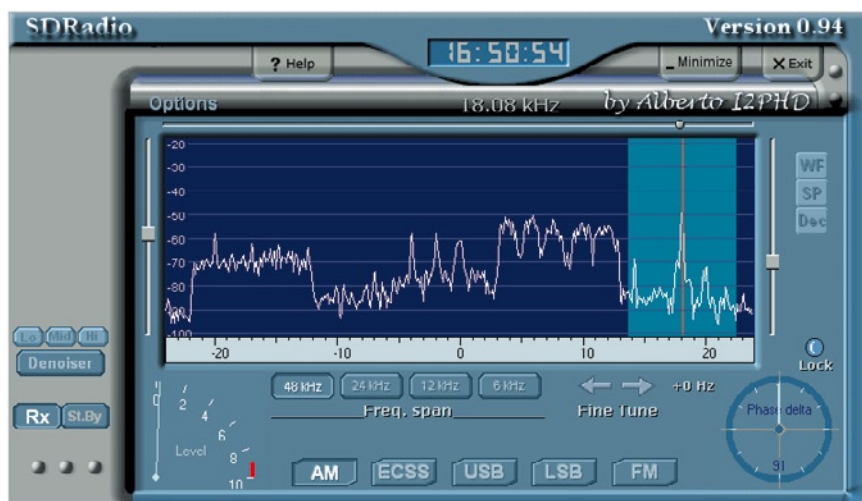 SDRadio
Version 0.94
16:50:54
? Help
_ Minimize
X Exit
Options
18.08 kHz
by Alberto I2PHD
-20
-30
-40
-50
-60
-70
-80
-90
-100
-20
-10
0
10
20
WF
SP
Dec
Lo
Mid
Hi
Denoiser
Lock
48 kHz
24 kHz
12 kHz
6 kHz
+0 Hz
Freq. span
Fine Tune
Rx
St.By
0
2
4
6
8
10
Level
Phase delta
91
AM
ECSS
USB
LSB
FM